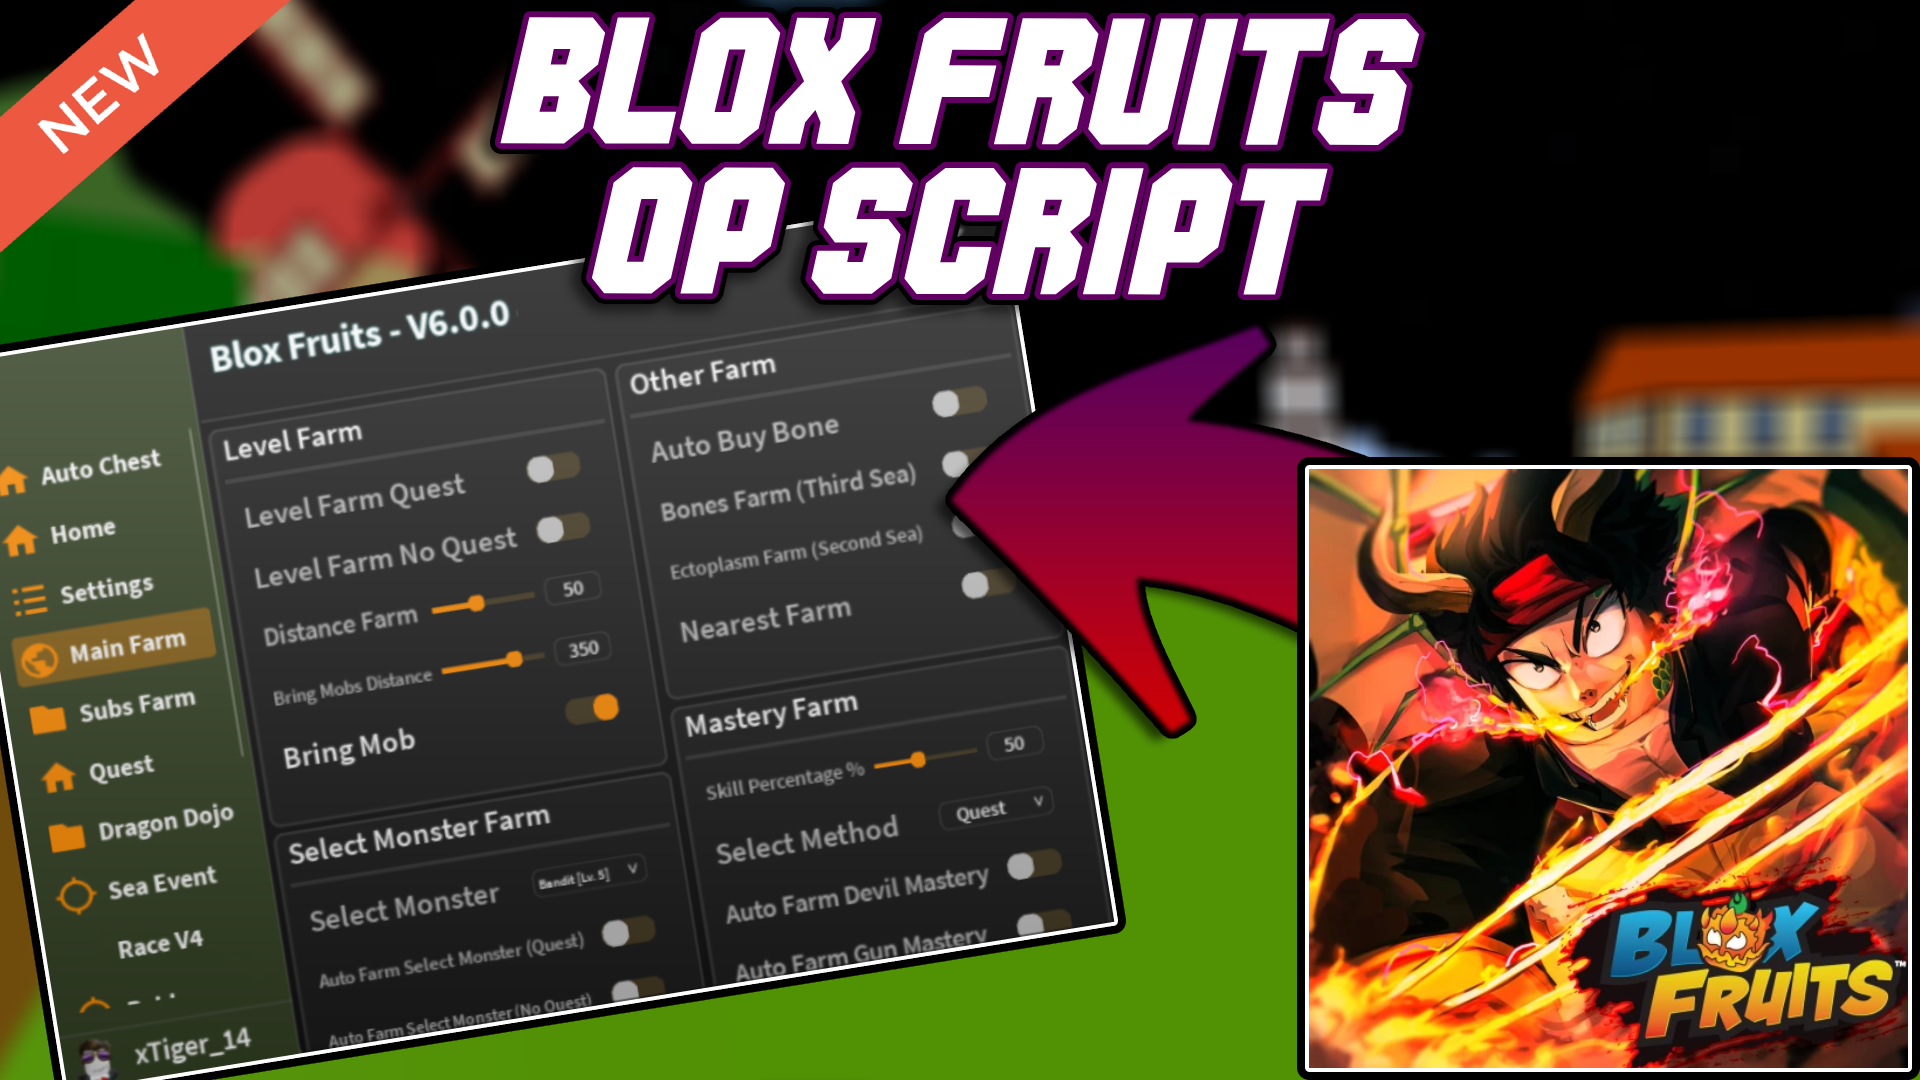 NEW
BLOX FRUITS
OP SCRIPT
Blox Fruits - V6.0.0
Auto Chest
Home
Settings
Main Farm
Subs Farm
Quest
Dragon Dojo
Sea Event
Race V4
xTiger_14
Level Farm
Level Farm Quest
Level Farm No Quest
Distance Farm 50
Bring Mobs Distance 350
Bring Mob
Select Monster Farm
Select Monster Bandit [Lv. 5] v
Auto Farm Select Monster (Quest)
Auto Farm Select Monster (No Quest)
Other Farm
Auto Buy Bone
Bones Farm (Third Sea)
Ectoplasm Farm (Second Sea)
Nearest Farm
Mastery Farm
Skill Percentage % 50
Select Method Quest v
Auto Farm Devil Mastery
Auto Farm Gun Mastery
BLOX
FRUITS™